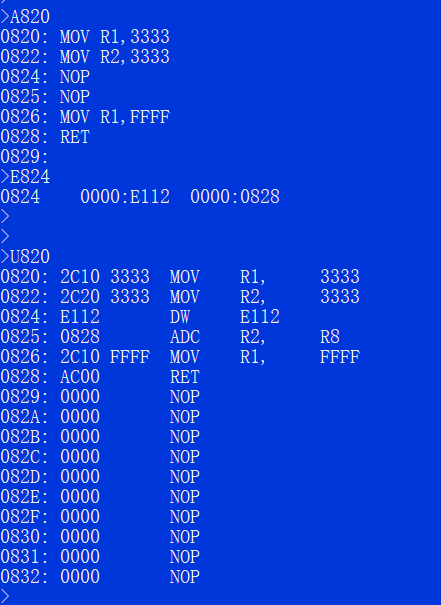 >A820
0820: MOV R1,3333
0822: MOV R2,3333
0824: NOP
0825: NOP
0826: MOV R1,FFFF
0828: RET
0829:
>E824
0824    0000:E112  0000:0828
>
>
>U820
0820: 2C10 3333  MOV    R1,     3333
0822: 2C20 3333  MOV    R2,     3333
0824: E112       DW     E112
0825: 0828       ADC    R2,     R8
0826: 2C10 FFFF  MOV    R1,     FFFF
0828: AC00       RET
0829: 0000       NOP
082A: 0000       NOP
082B: 0000       NOP
082C: 0000       NOP
082D: 0000       NOP
082E: 0000       NOP
082F: 0000       NOP
0830: 0000       NOP
0831: 0000       NOP
0832: 0000       NOP
>